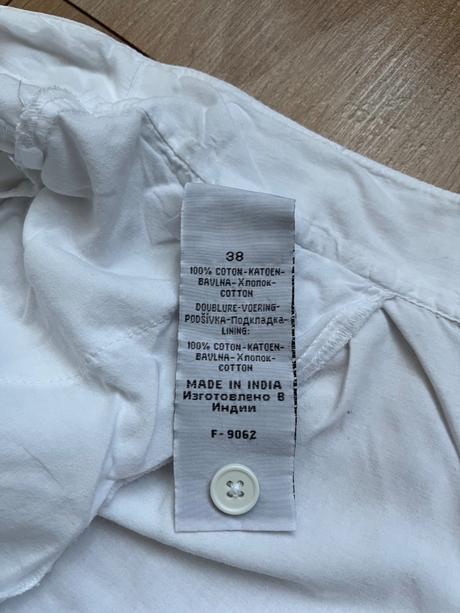 38
100% COTON-KATOEN-
BAVLNA-ХЛОПОК-
COTTON
DOUBLURE-VOERING-
PODŠÍVKA-ПОДКЛАДКА-
LINING:
100% COTON-KATOEN-
BAVLNA-ХЛОПОК-
COTTON
MADE IN INDIA
Изготовлено в
Индии
F-9062